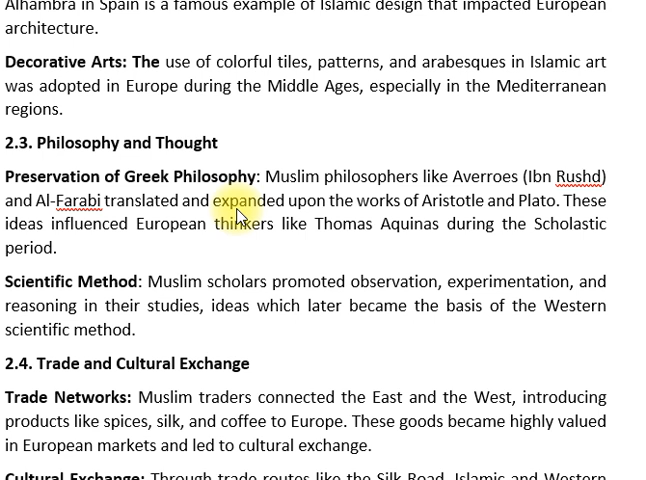 Alhambra in Spain is a famous example of Islamic design that impacted European
architecture.
Decorative Arts: The use of colorful tiles, patterns, and arabesques in Islamic art
was adopted in Europe during the Middle Ages, especially in the Mediterranean
regions.
2.3. Philosophy and Thought
Preservation of Greek Philosophy: Muslim philosophers like Averroes (Ibn Rushd)
and Al-Farabi translated and expanded upon the works of Aristotle and Plato. These
ideas influenced European thinkers like Thomas Aquinas during the Scholastic
period.
Scientific Method: Muslim scholars promoted observation, experimentation, and
reasoning in their studies, ideas which later became the basis of the Western
scientific method.
2.4. Trade and Cultural Exchange
Trade Networks: Muslim traders connected the East and the West, introducing
products like spices, silk, and coffee to Europe. These goods became highly valued
in European markets and led to cultural exchange.
Cultural Exchange: Through trade routes like the Silk Road, Islamic and Western